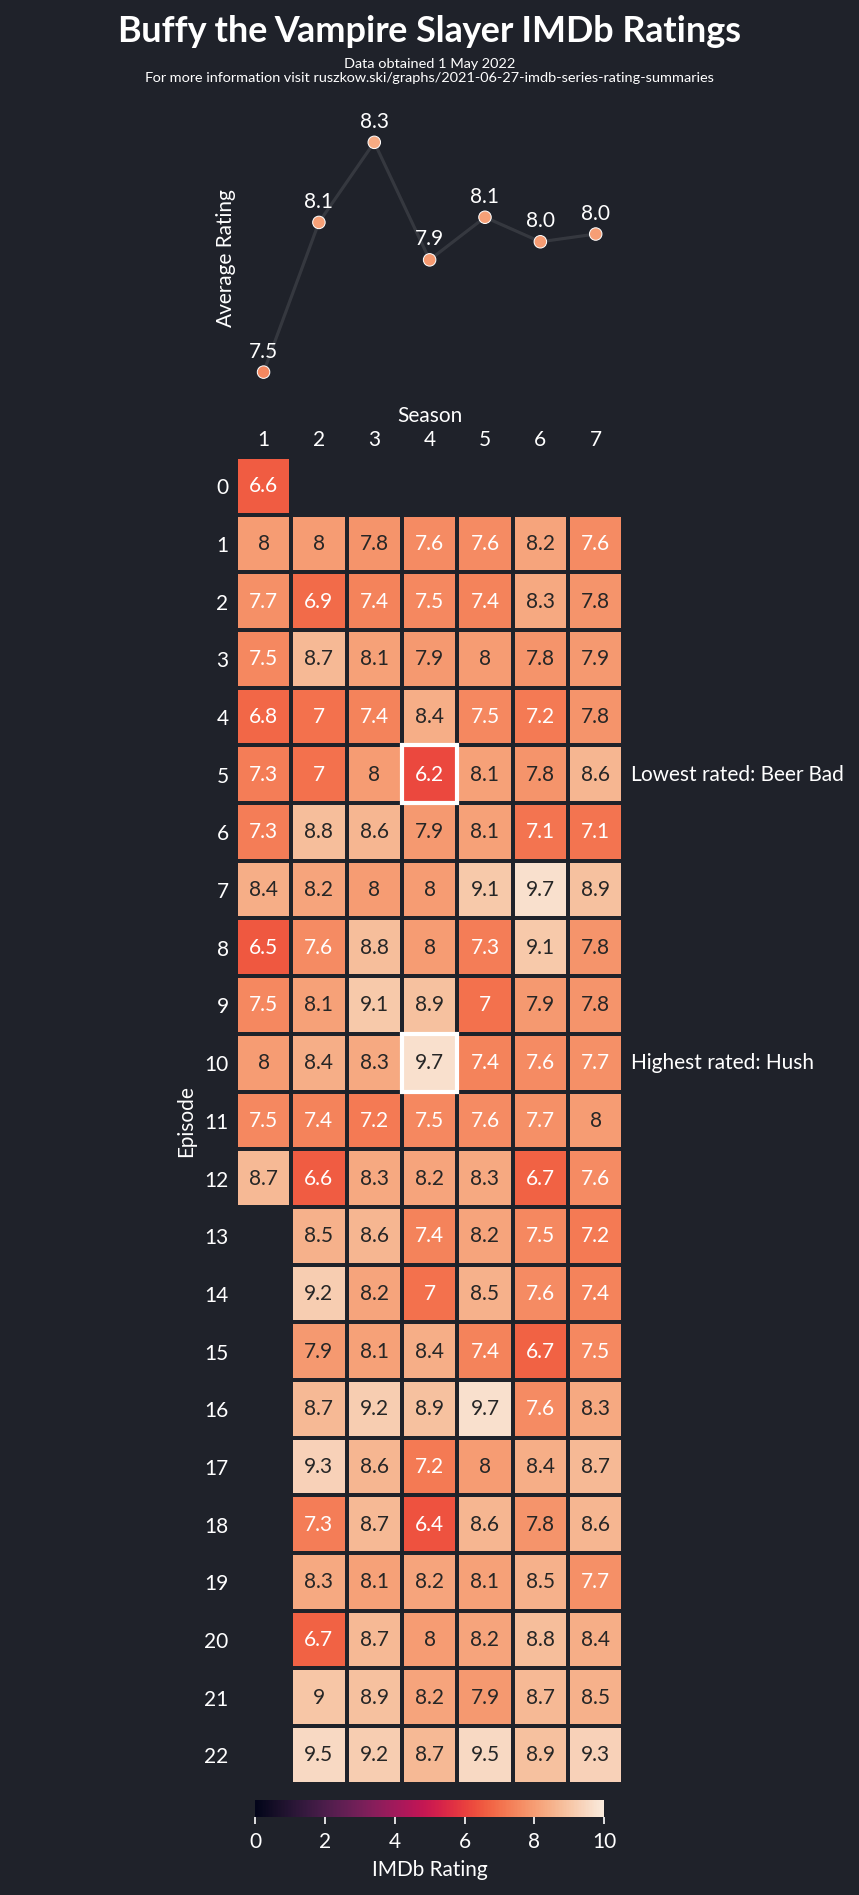 Buffy the Vampire Slayer IMDb Ratings
Data obtained 1 May 2022
For more information visit ruszkow.ski/graphs/2021-06-27-imdb-series-rating-summaries
Average Rating
7.5 8.1 8.3 7.9 8.1 8.0 8.0
Season
1 2 3 4 5 6 7
0 6.6
1 8 8 7.8 7.6 7.6 8.2 7.6
2 7.7 6.9 7.4 7.5 7.4 8.3 7.8
3 7.5 8.7 8.1 7.9 8 7.8 7.9
4 6.8 7 7.4 8.4 7.5 7.2 7.8
5 7.3 7 8 6.2 8.1 7.8 8.6 Lowest rated: Beer Bad
6 7.3 8.8 8.6 7.9 8.1 7.1 7.1
7 8.4 8.2 8 8 9.1 9.7 8.9
8 6.5 7.6 8.8 8 7.3 9.1 7.8
9 7.5 8.1 9.1 8.9 7 7.9 7.8
10 8 8.4 8.3 9.7 7.4 7.6 7.7 Highest rated: Hush
Episode
11 7.5 7.4 7.2 7.5 7.6 7.7 8
12 8.7 6.6 8.3 8.2 8.3 6.7 7.6
13 8.5 8.6 7.4 8.2 7.5 7.2
14 9.2 8.2 7 8.5 7.6 7.4
15 7.9 8.1 8.4 7.4 6.7 7.5
16 8.7 9.2 8.9 9.7 7.6 8.3
17 9.3 8.6 7.2 8 8.4 8.7
18 7.3 8.7 6.4 8.6 7.8 8.6
19 8.3 8.1 8.2 8.1 8.5 7.7
20 6.7 8.7 8 8.2 8.8 8.4
21 9 8.9 8.2 7.9 8.7 8.5
22 9.5 9.2 8.7 9.5 8.9 9.3
0 2 4 6 8 10
IMDb Rating